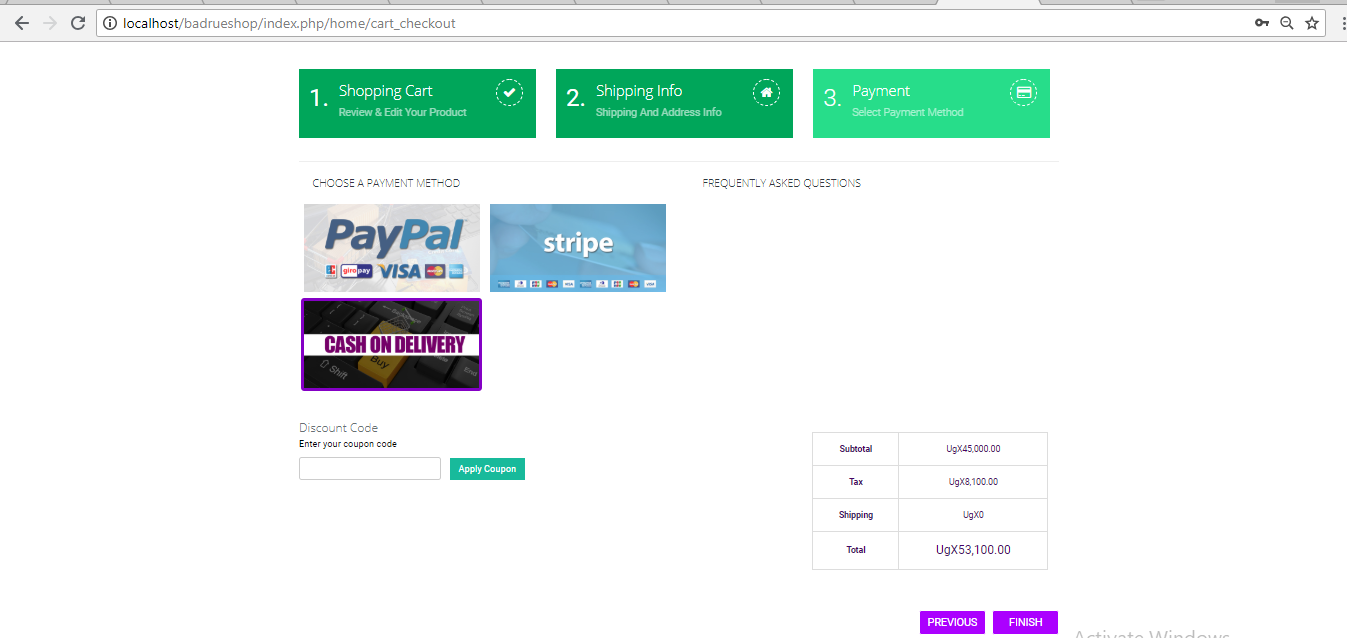 localhost/badrueshop/index.php/home/cart_checkout
1. Shopping Cart
Review & Edit Your Product
2. Shipping Info
Shipping And Address Info
3. Payment
Select Payment Method
CHOOSE A PAYMENT METHOD
FREQUENTLY ASKED QUESTIONS
PayPal
giropay VISA
stripe
CASH ON DELIVERY
Shift
Buy
End
Discount Code
Enter your coupon code
Apply Coupon
Subtotal UgX45,000.00
Tax UgX8,100.00
Shipping UgX0
Total UgX53,100.00
PREVIOUS FINISH
Activate Windows